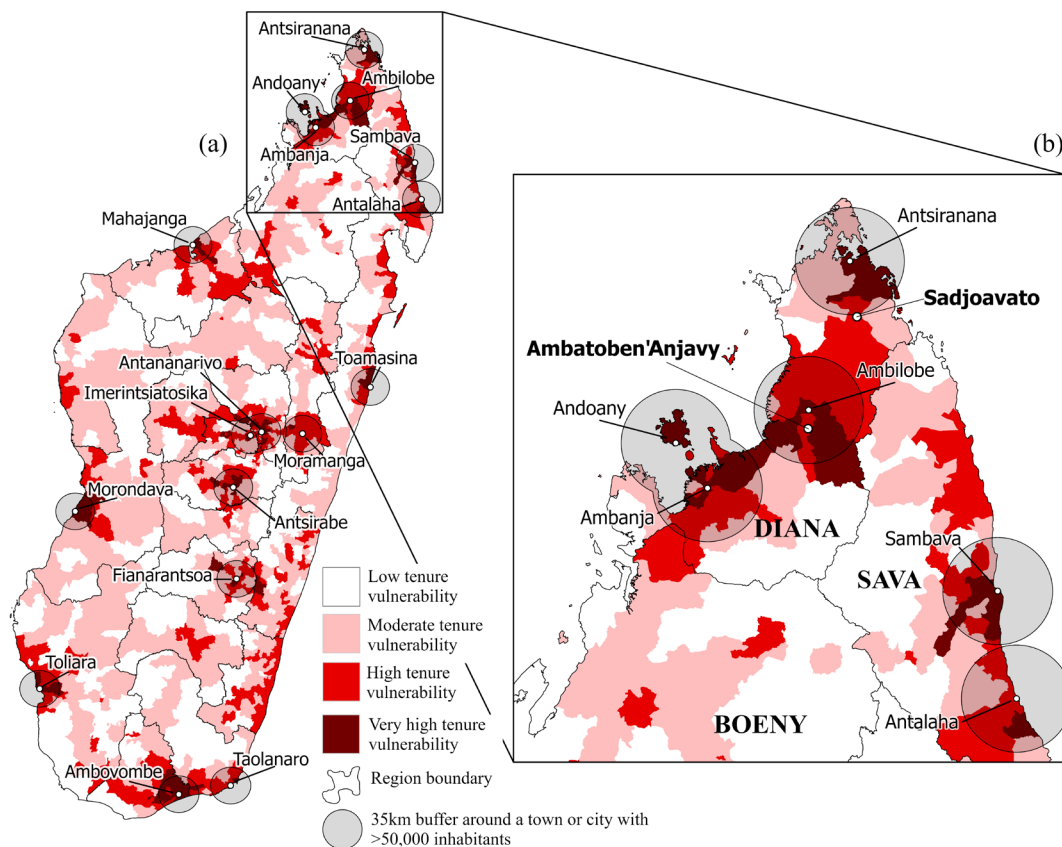 (a)
Antsiranana
Ambilobe
Andoany
Sambava
Ambanja
Antalaha
Mahajanga
Toamasina
Antananarivo
Imerintsiatosika
Moramanga
Morondava
Antsirabe
Fianarantsoa
Toliara
Taolanaro
Ambovombe
Low tenure
vulnerability
Moderate tenure
vulnerability
High tenure
vulnerability
Very high tenure
vulnerability
Region boundary
35km buffer around a town or city with
>50,000 inhabitants
(b)
Antsiranana
Sadjoavato
Ambatoben'Anjavy
Ambilobe
Andoany
Ambanja
DIANA
Sambava
SAVA
Antalaha
BOENY